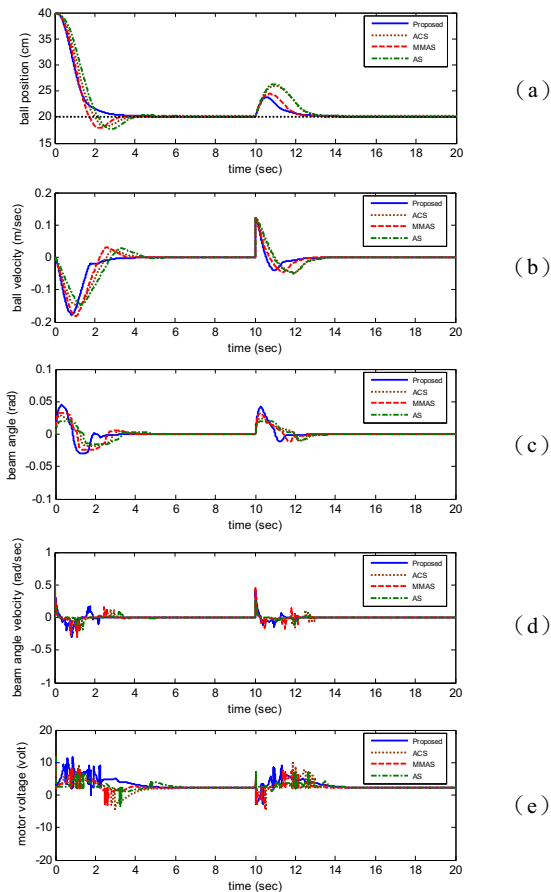 40
35
30
25
20
15
10
ball position (cm)
0 2 4 6 8 10 12 14 16 18 20
time (sec)
Proposed
ACS
MMAS
AS
(a)
0.2
0.1
0
-0.1
-0.2
ball velocity (m/sec)
0 2 4 6 8 10 12 14 16 18 20
time (sec)
Proposed
ACS
MMAS
AS
(b)
0.1
0.05
0
-0.05
-0.1
beam angle (rad)
0 2 4 6 8 10 12 14 16 18 20
time (sec)
Proposed
ACS
MMAS
AS
(c)
1
0.5
0
-0.5
-1
beam angle velocity (rad/sec)
0 2 4 6 8 10 12 14 16 18 20
time (sec)
Proposed
ACS
MMAS
AS
(d)
20
10
0
-10
-20
motor voltage (volt)
0 2 4 6 8 10 12 14 16 18 20
time (sec)
Proposed
ACS
MMAS
AS
(e)